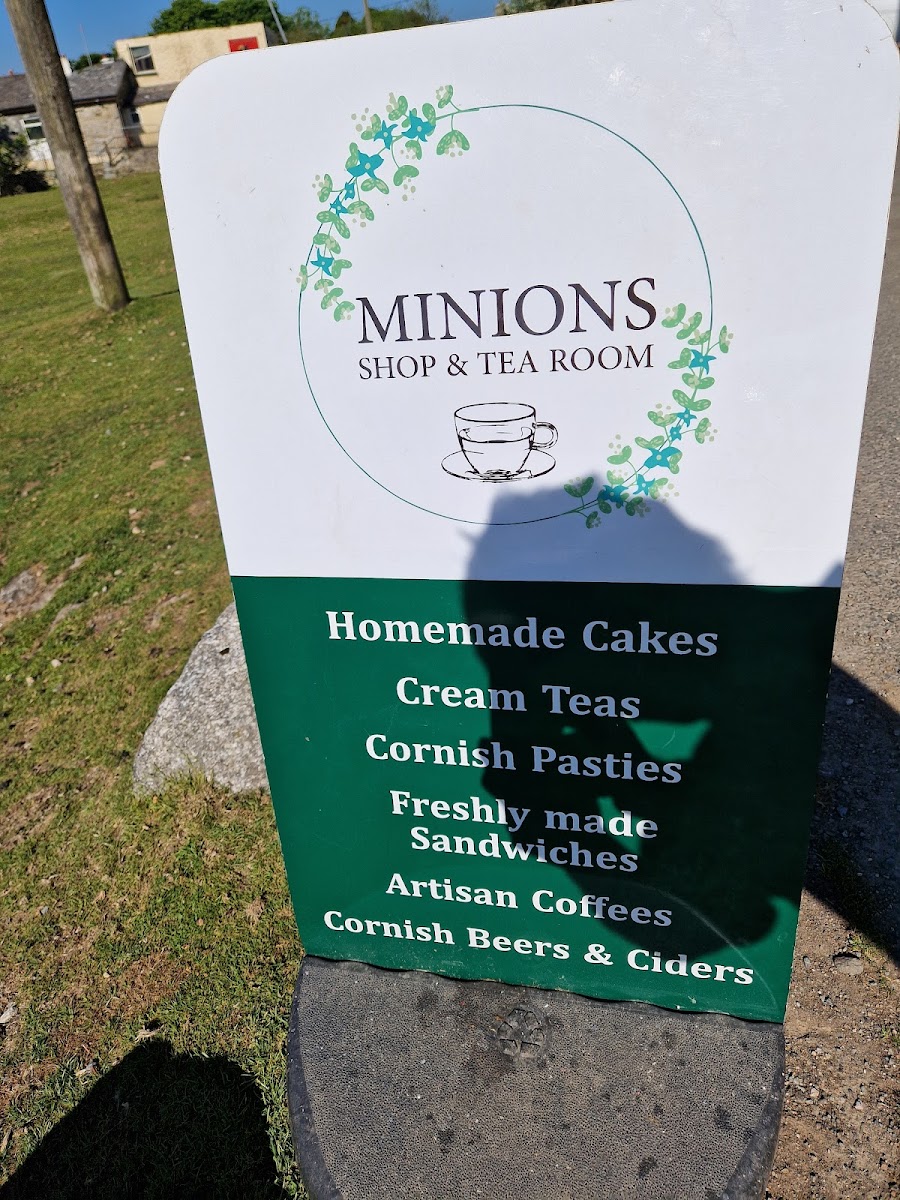 MINIONS
SHOP & TEA ROOM
Homemade Cakes
Cream Teas
Cornish Pasties
Freshly made
Sandwiches
Artisan Coffees
Cornish Beers & Ciders